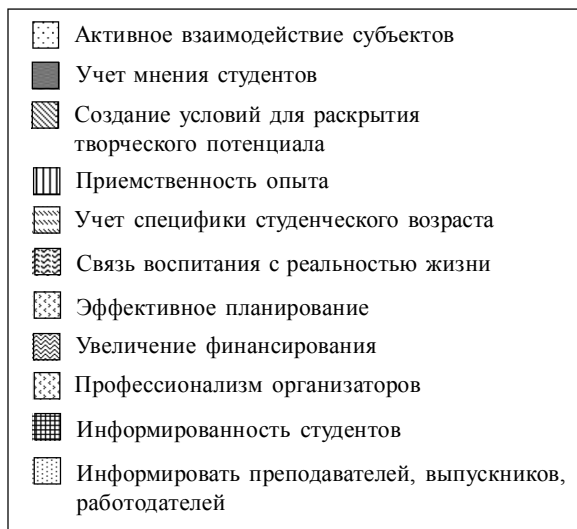 Активное взаимодействие субъектов
Учет мнения студентов
Создание условий для раскрытия
творческого потенциала
Приемственность опыта
Учет специфики студенческого возраста
Связь воспитания с реальностью жизни
Эффективное планирование
Увеличение финансирования
Профессионализм организаторов
Информированность студентов
Информировать преподавателей, выпускников,
работодателей